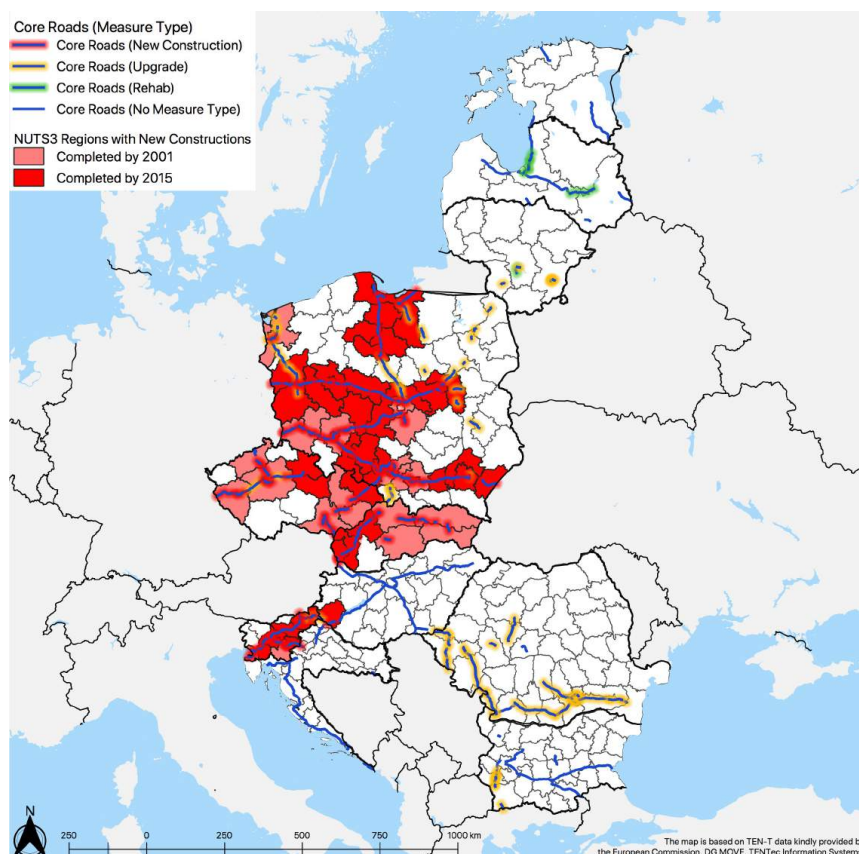 Core Roads (Measure Type)
Core Roads (New Construction)
Core Roads (Upgrade)
Core Roads (Rehab)
Core Roads (No Measure Type)
NUTS3 Regions with New Constructions
Completed by 2001
Completed by 2015
N
250 0 250 500 750 1000 km
The map is based on TEN-T data kindly provided b
the European Commission, DG MOVE, TENTec Information Systems